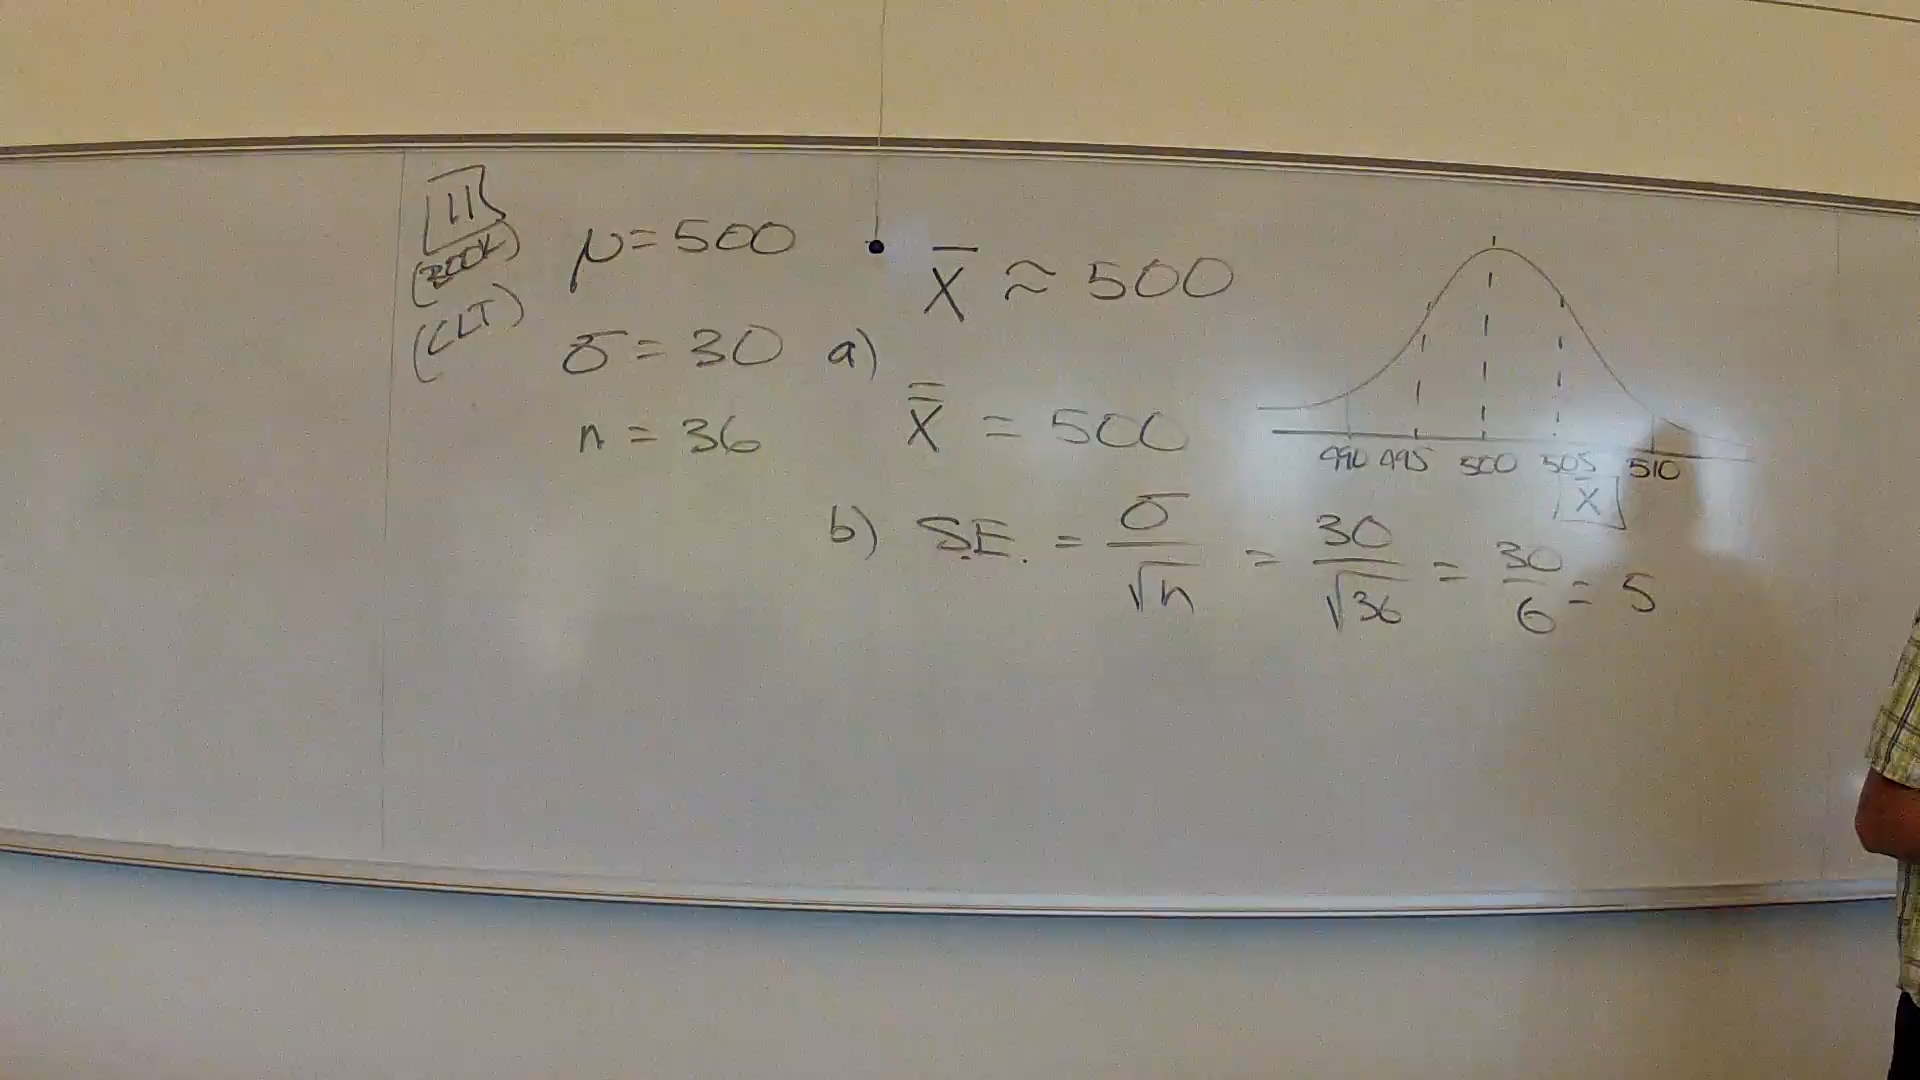 11
(BOOK)
(CLT)
μ = 500
σ = 30
n = 36
x̄ ≈ 500
a)
x̿ = 500
b) S.E. = σ/√n = 30/√36 = 30/6 = 5
490 495 500 505 510
x̄